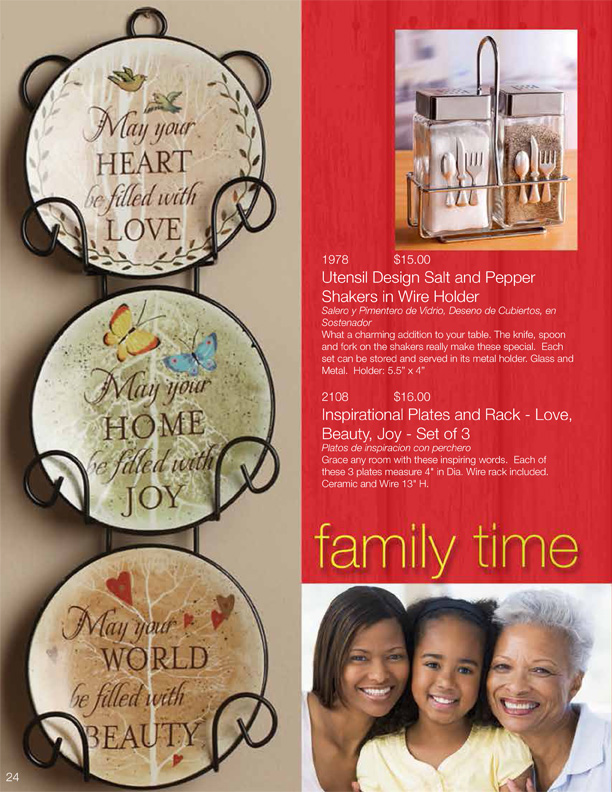 May your
HEART
be filled with
LOVE
May your
HOME
be filled with
JOY
May your
WORLD
be filled with
BEAUTY
1978 $15.00
Utensil Design Salt and Pepper
Shakers in Wire Holder
Salero y Pimentero de Vidrio, Deseno de Cubiertos, en
Sostenador
What a charming addition to your table. The knife, spoon
and fork on the shakers really make these special. Each
set can be stored and served in its metal holder. Glass and
Metal. Holder: 5.5" x 4"
2108 $16.00
Inspirational Plates and Rack - Love,
Beauty, Joy - Set of 3
Platos de inspiracion con perchero
Grace any room with these inspiring words. Each of
these 3 plates measure 4" in Dia. Wire rack included.
Ceramic and Wire 13" H.
family time
24